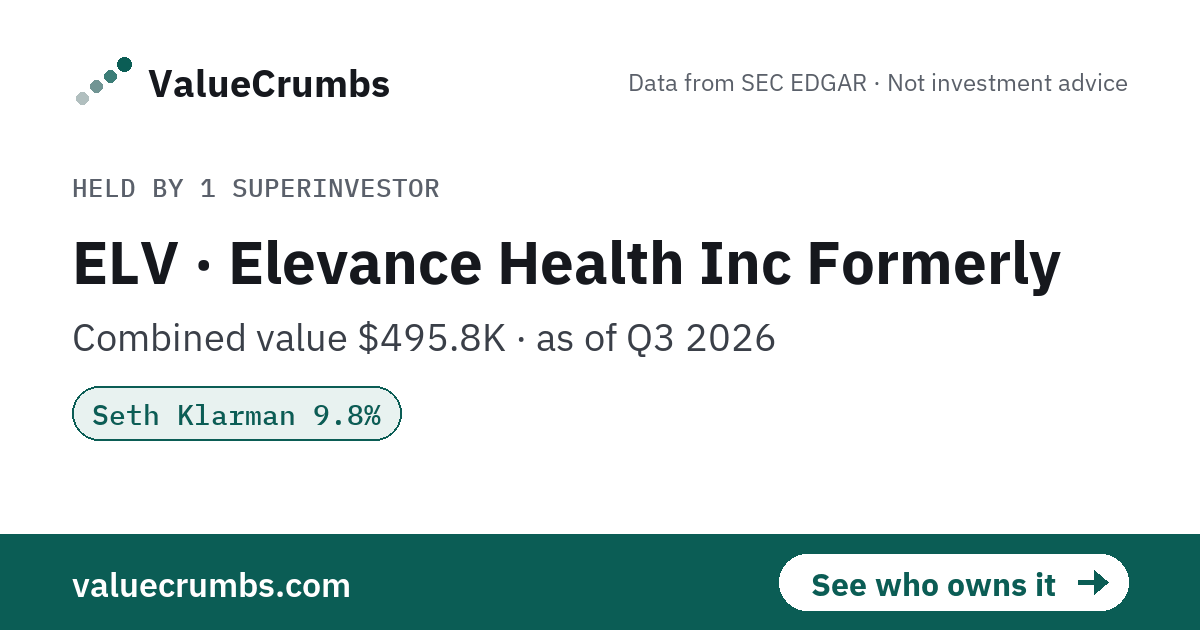 ValueCrumbs
Data from SEC EDGAR · Not investment advice
HELD BY 1 SUPERINVESTOR
ELV · Elevance Health Inc Formerly
Combined value $495.8K · as of Q3 2026
Seth Klarman 9.8%
valuecrumbs.com
See who owns it →